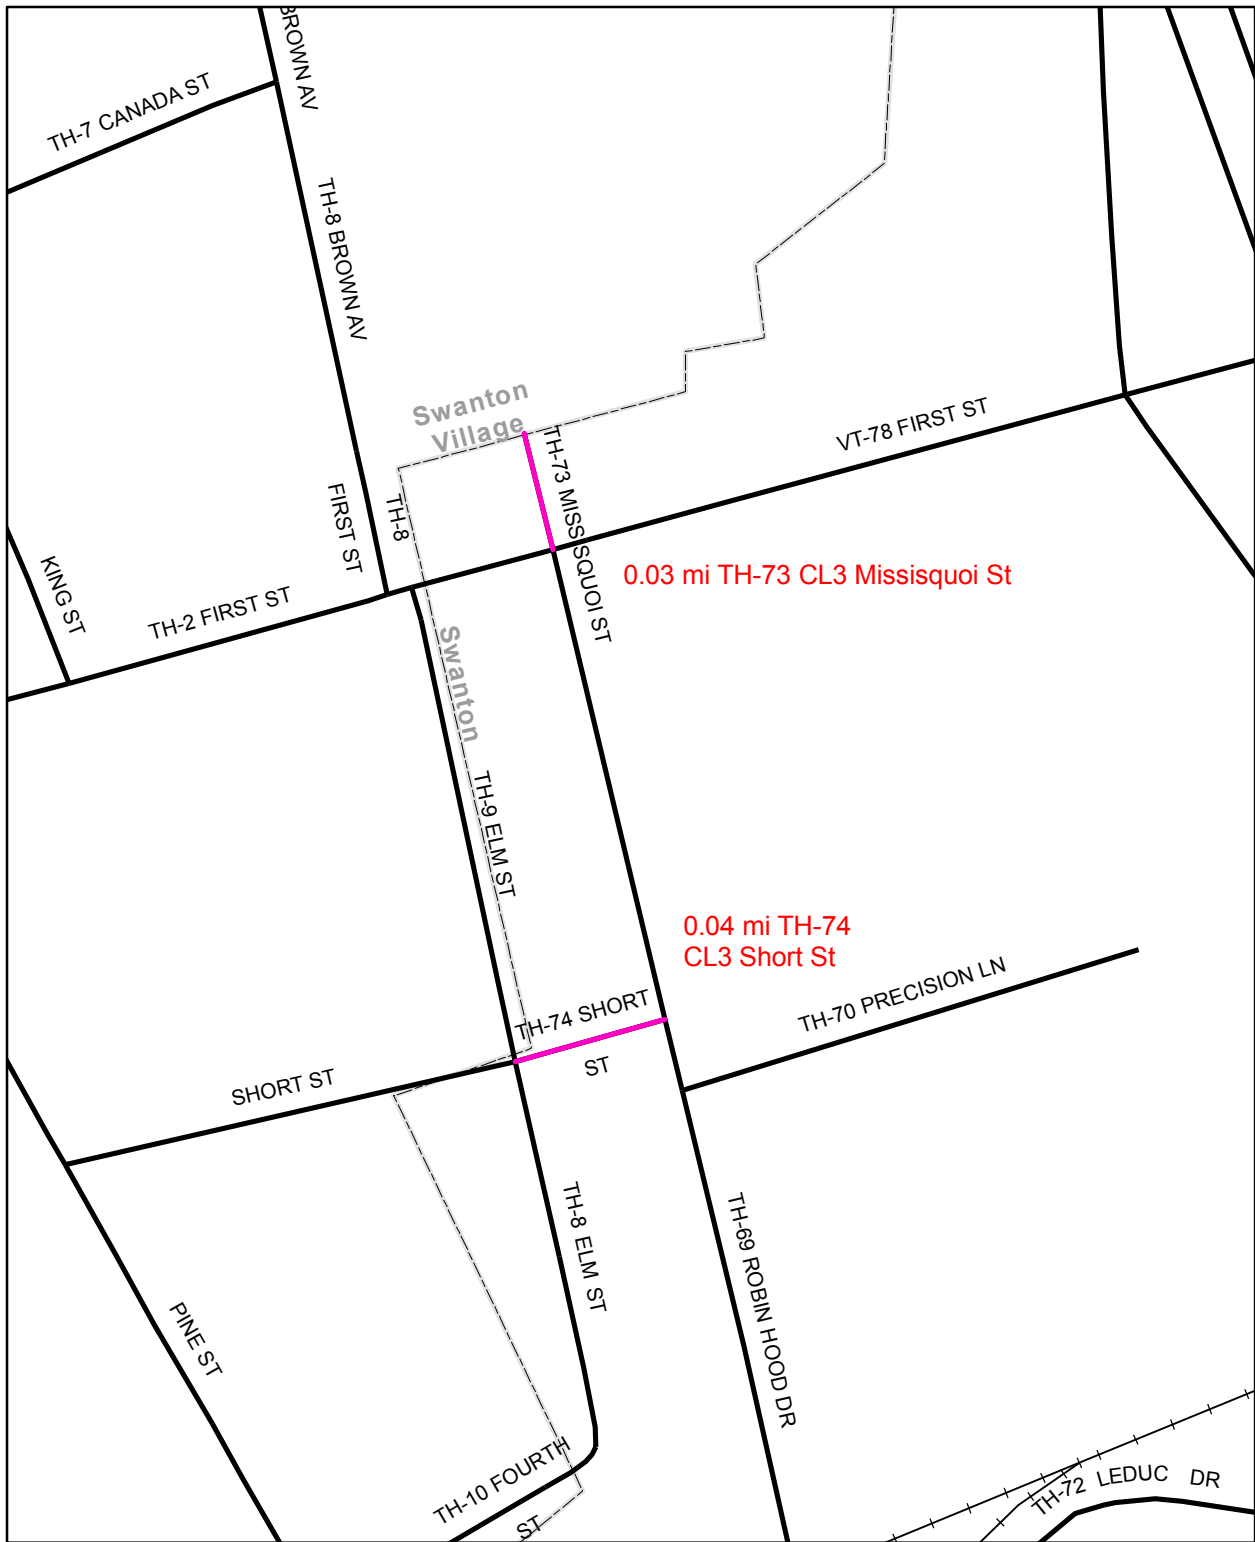 BROWN AV
TH-7 CANADA ST
TH-8 BROWN AV
Swanton
Village
VT-78 FIRST ST
TH-73 MISSISQUOI ST
TH-8
FIRST ST
KING ST
0.03 mi TH-73 CL3 Missisquoi St
TH-2 FIRST ST
Swanton
TH-9 ELM ST
0.04 mi TH-74
CL3 Short St
TH-70 PRECISION LN
TH-74 SHORT
ST
SHORT ST
TH-8 ELM ST
TH-69 ROBIN HOOD DR
PINE ST
TH-10 FOURTH
ST
TH-72 LEDUC DR